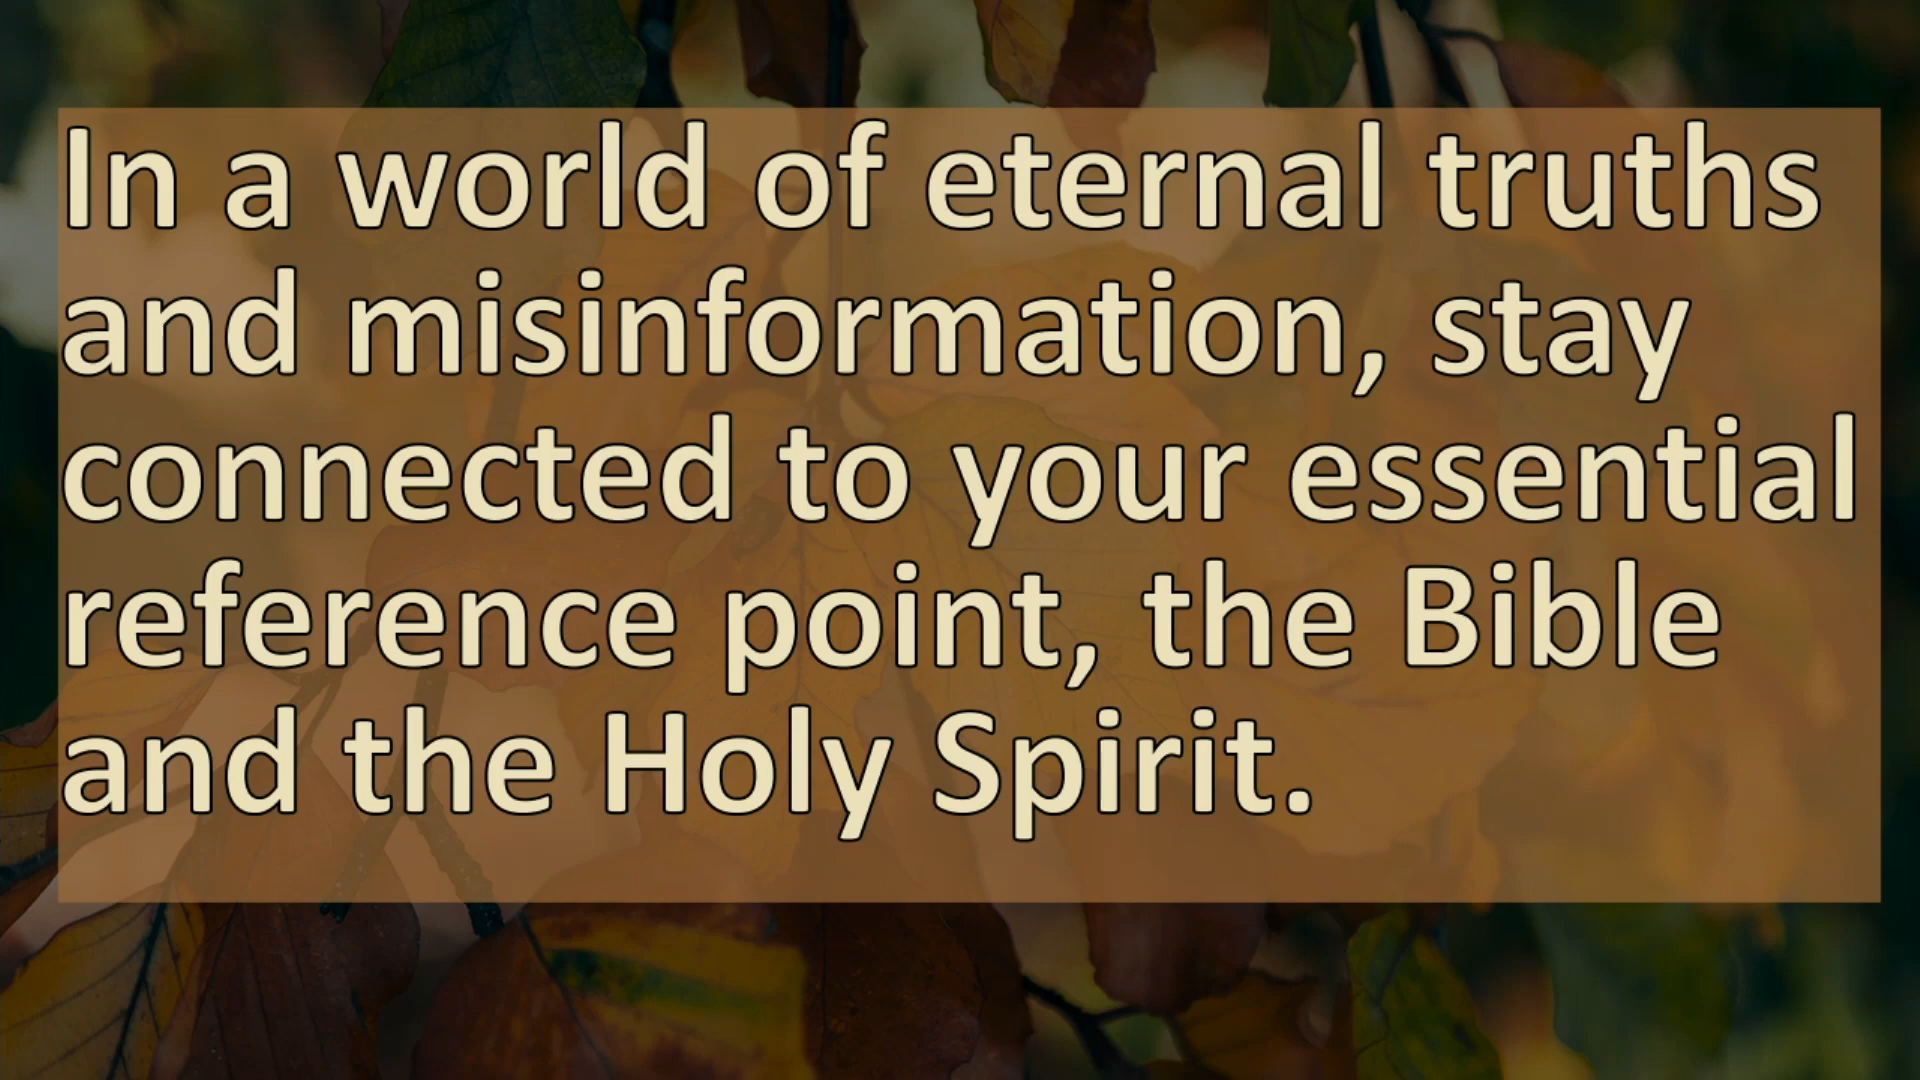 In a world of eternal truths
and misinformation, stay
connected to your essential
reference point, the Bible
and the Holy Spirit.